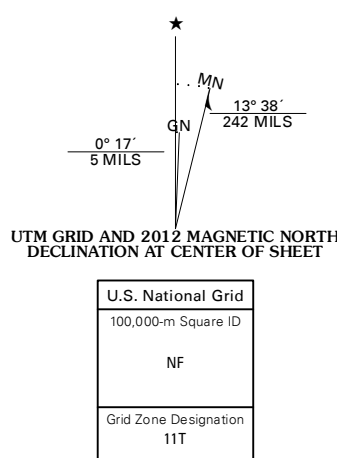 ★
MN
13° 38´
242 MILS
GN
0° 17´
5 MILS
UTM GRID AND 2012 MAGNETIC NORTH
DECLINATION AT CENTER OF SHEET
U.S. National Grid
100,000-m Square ID
NF
Grid Zone Designation
11T